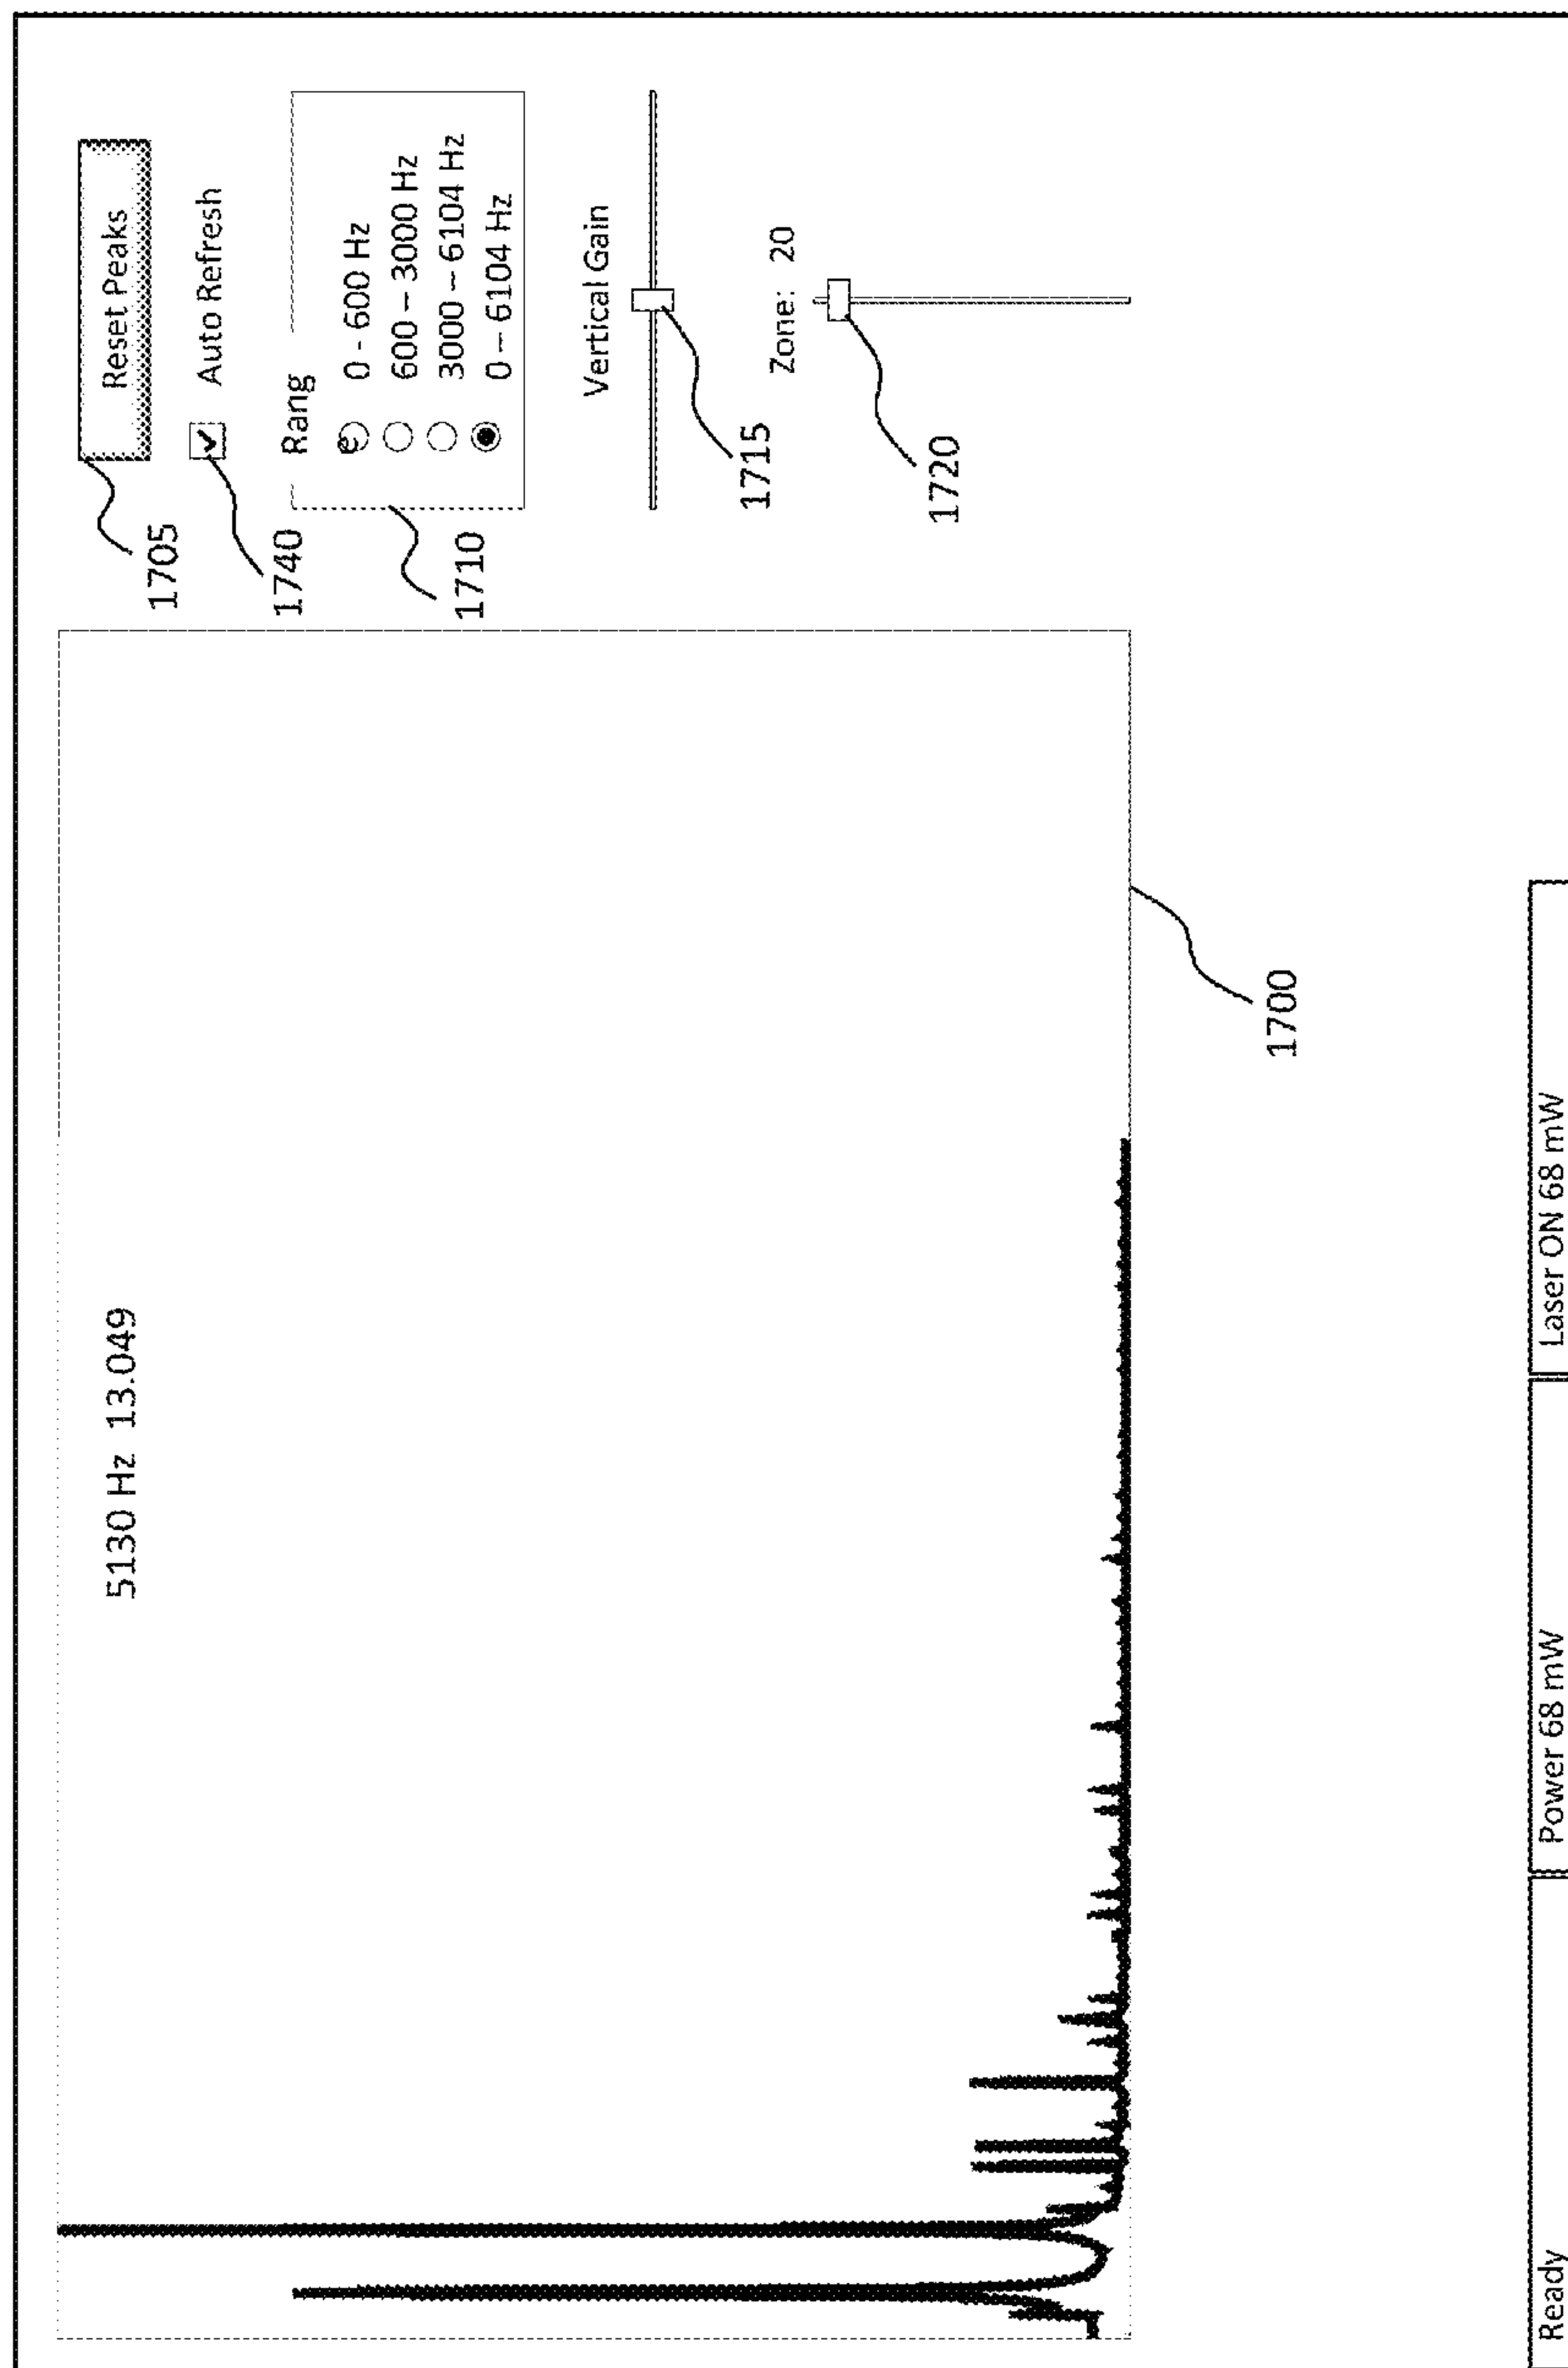 5130 Hz 13.049
Reset Peaks
1705
Auto Refresh
1740
Rang
e
0 - 600 Hz
600 – 3000 Hz
3000 – 6104 Hz
0 – 6104 Hz
1710
Vertical Gain
1715
Zone: 20
1720
1700
Ready
Power 68 mW
Laser ON 68 mW